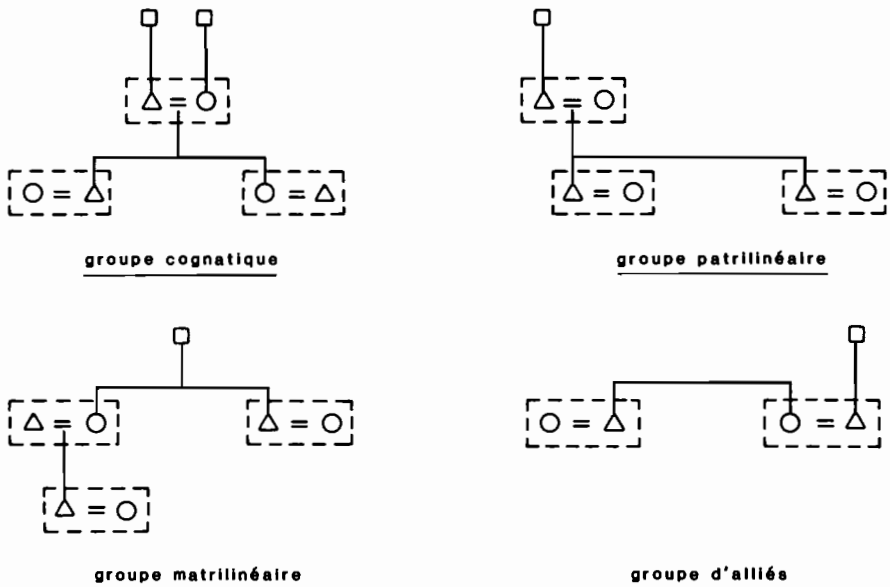 groupe cognatique
groupe patrilinéaire
groupe matrilinéaire
groupe d'alliés